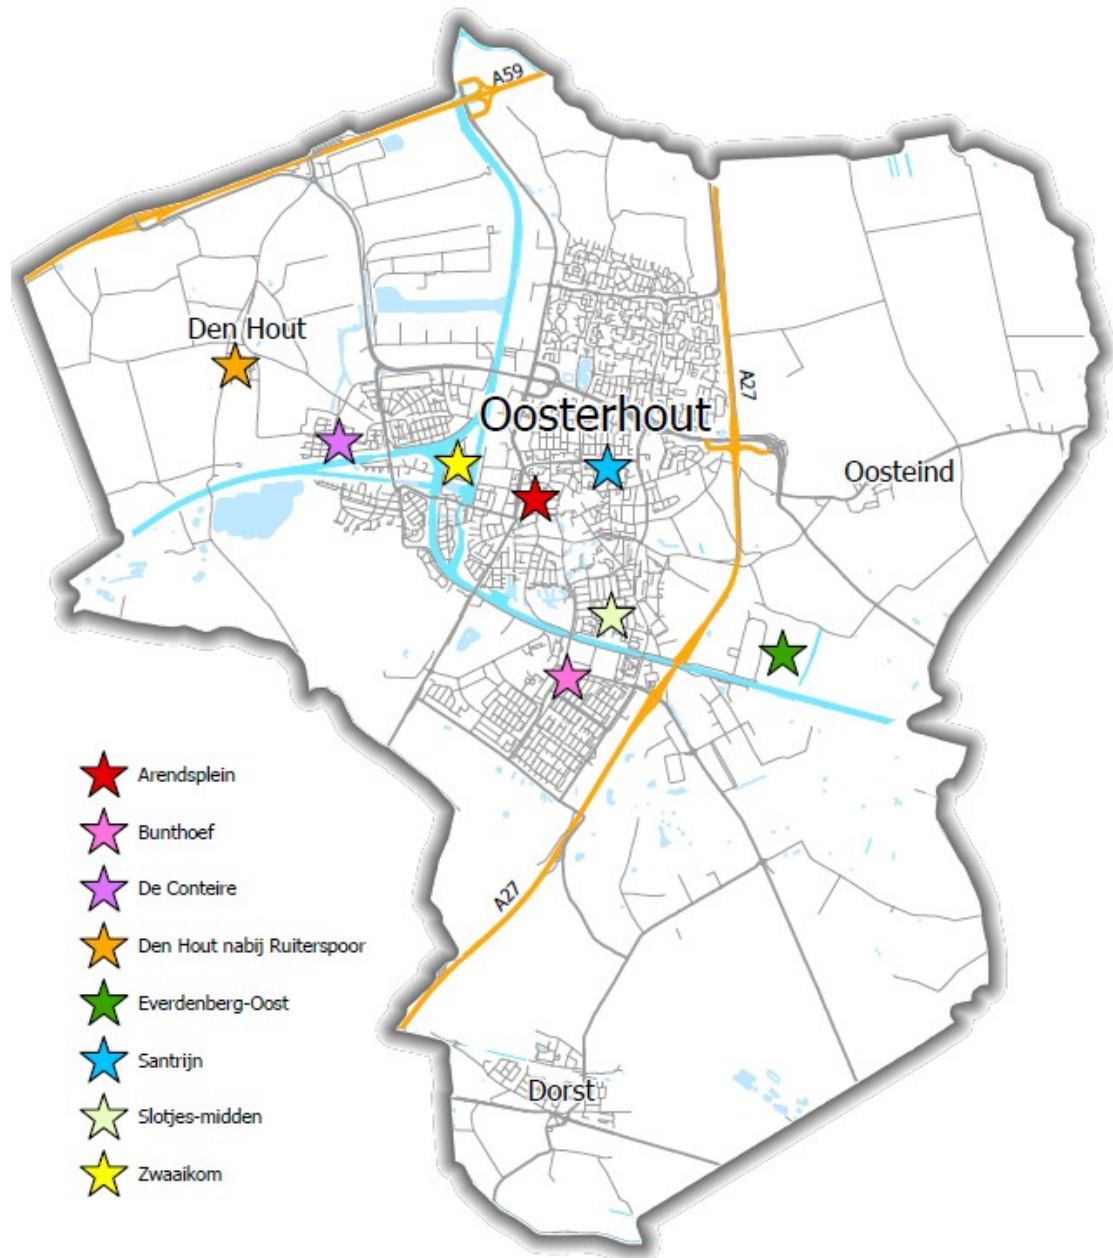 A59
Den Hout
A27
Oosterhout
Oosteind
Arendsplein
Bunthoef
De Conteire
A27
Den Hout nabij Ruiterspoor
Everdenberg-Oost
Santrijn
Dorst
Slotjes-midden
Zwaaikom